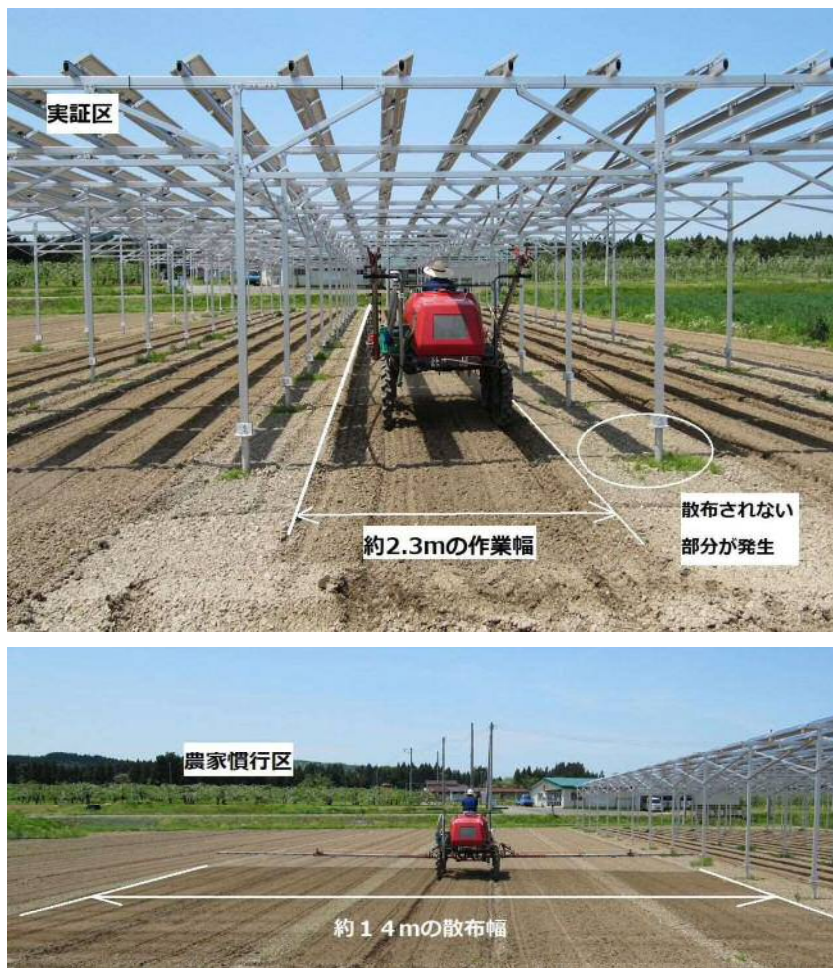 実証区
約2.3mの作業幅
散布されない
部分が発生
農家慣行区
約14mの散布幅